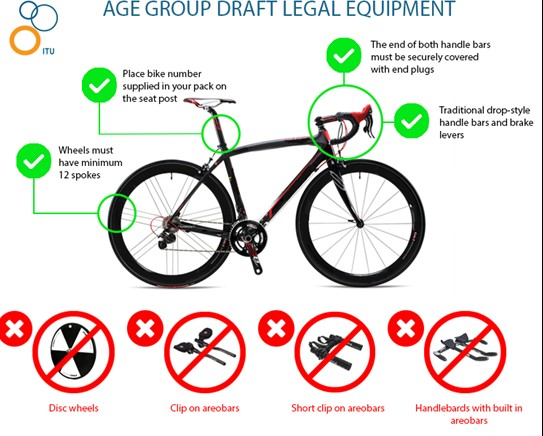 AGE GROUP DRAFT LEGAL EQUIPMENT
ITU
The end of both handle bars
must be securely covered
with end plugs
Place bike number
supplied in your pack on
the seat post
Traditional drop-style
handle bars and brake
levers
Wheels must
have minimum
12 spokes
Disc wheels
Clip on areobars
Short clip on areobars
Handlebards with built in
areobars